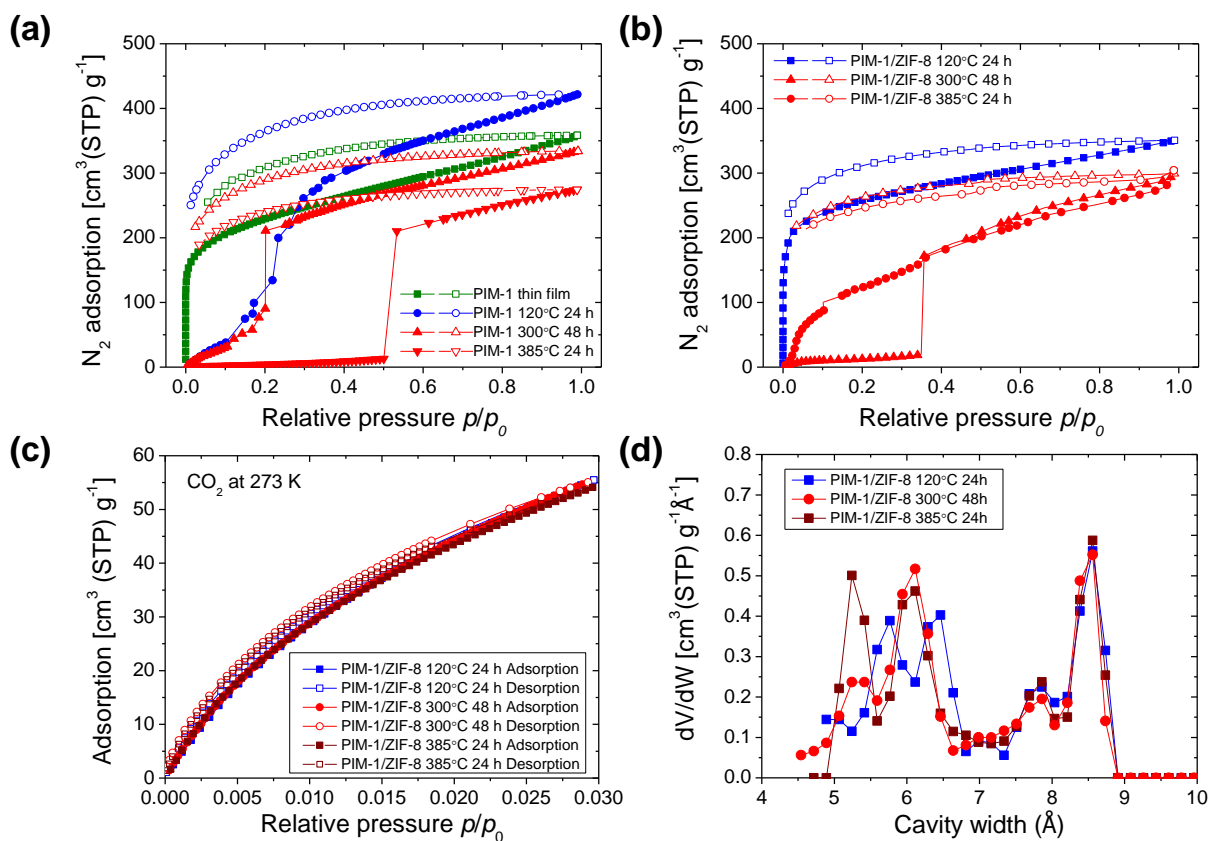 (a)
N₂ adsorption [cm³(STP) g⁻¹]
500
400
300
200
100
0
PIM-1 thin film
PIM-1 120°C 24 h
PIM-1 300°C 48 h
PIM-1 385°C 24 h
0.0 0.2 0.4 0.6 0.8 1.0
Relative pressure p/p₀
(b)
N₂ adsorption [cm³(STP) g⁻¹]
500
400
300
200
100
0
PIM-1/ZIF-8 120°C 24 h
PIM-1/ZIF-8 300°C 48 h
PIM-1/ZIF-8 385°C 24 h
0.0 0.2 0.4 0.6 0.8 1.0
Relative pressure p/p₀
(c)
Adsorption [cm³ (STP) g⁻¹]
60
50
40
30
20
10
0
CO₂ at 273 K
PIM-1/ZIF-8 120°C 24 h Adsorption
PIM-1/ZIF-8 120°C 24 h Desorption
PIM-1/ZIF-8 300°C 48 h Adsorption
PIM-1/ZIF-8 300°C 48 h Desorption
PIM-1/ZIF-8 385°C 24 h Adsorption
PIM-1/ZIF-8 385°C 24 h Desorption
0.000 0.005 0.010 0.015 0.020 0.025 0.030
Relative pressure p/p₀
(d)
dV/dW [cm³(STP) g⁻¹Å⁻¹]
0.8
0.7
0.6
0.5
0.4
0.3
0.2
0.1
0.0
PIM-1/ZIF-8 120°C 24h
PIM-1/ZIF-8 300°C 48h
PIM-1/ZIF-8 385°C 24h
4 5 6 7 8 9 10
Cavity width (Å)